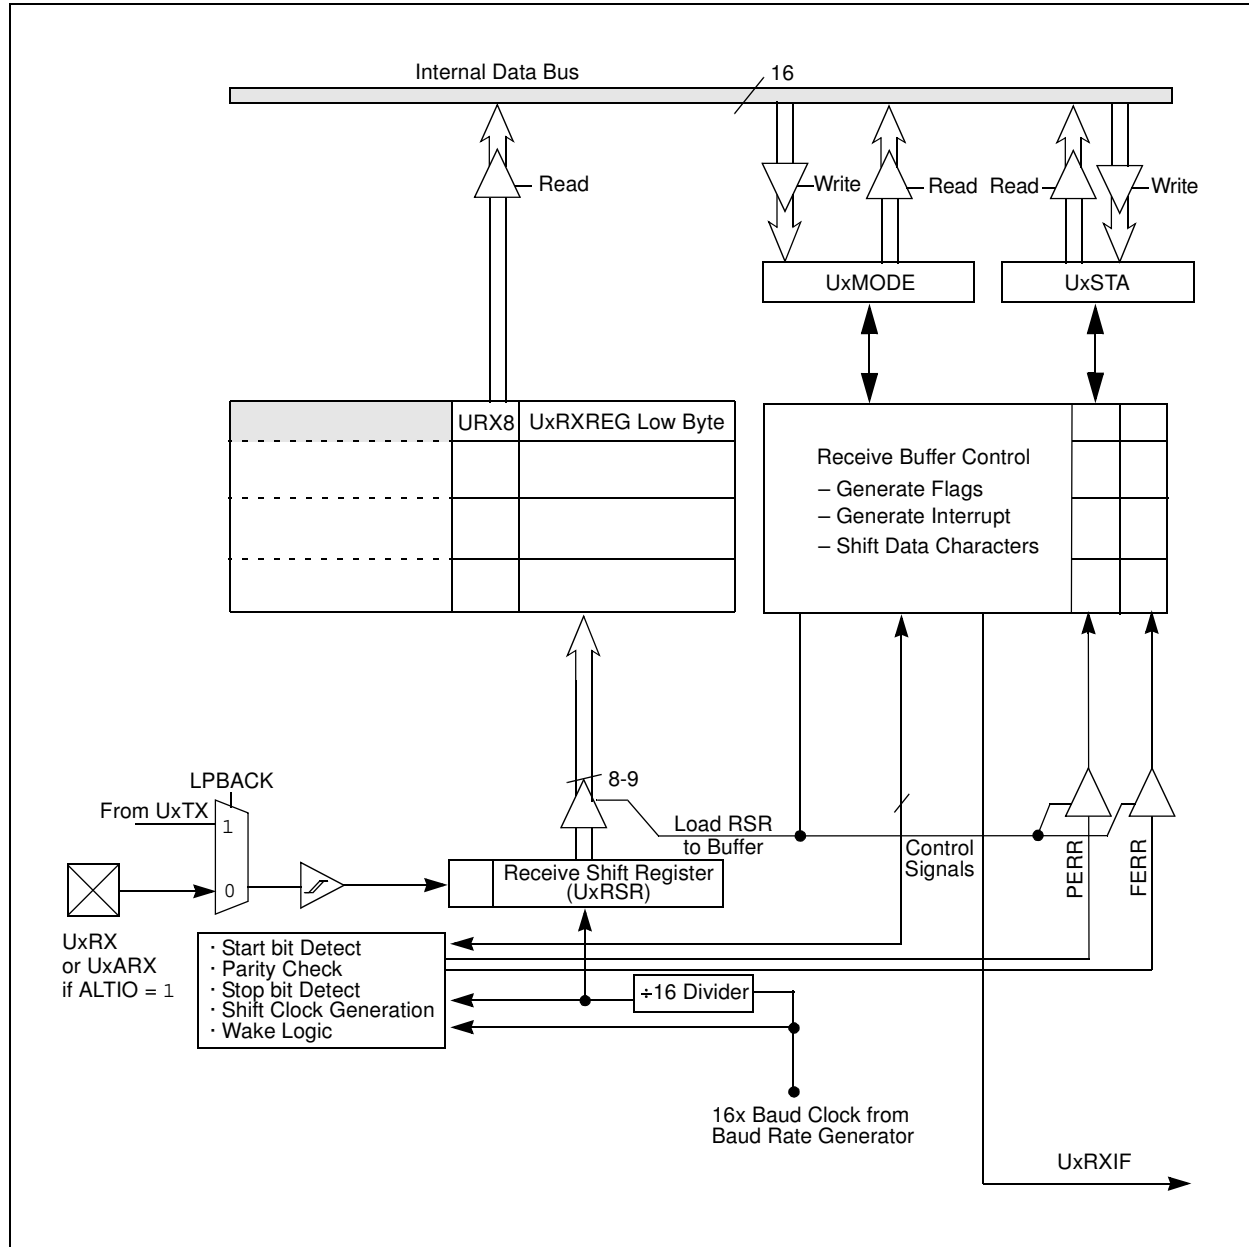 Internal Data Bus
16
Read
Write
Read
Read
Write
UxMODE
UxSTA
URX8
UxRXREG Low Byte
Receive Buffer Control
– Generate Flags
– Generate Interrupt
– Shift Data Characters
8-9
LPBACK
From UxTX
1
0
Load RSR
to Buffer
Control
Signals
PERR
FERR
Receive Shift Register
(UxRSR)
UxRX
or UxARX
if ALTIO = 1
· Start bit Detect
· Parity Check
· Stop bit Detect
· Shift Clock Generation
· Wake Logic
÷16 Divider
16x Baud Clock from
Baud Rate Generator
UxRXIF